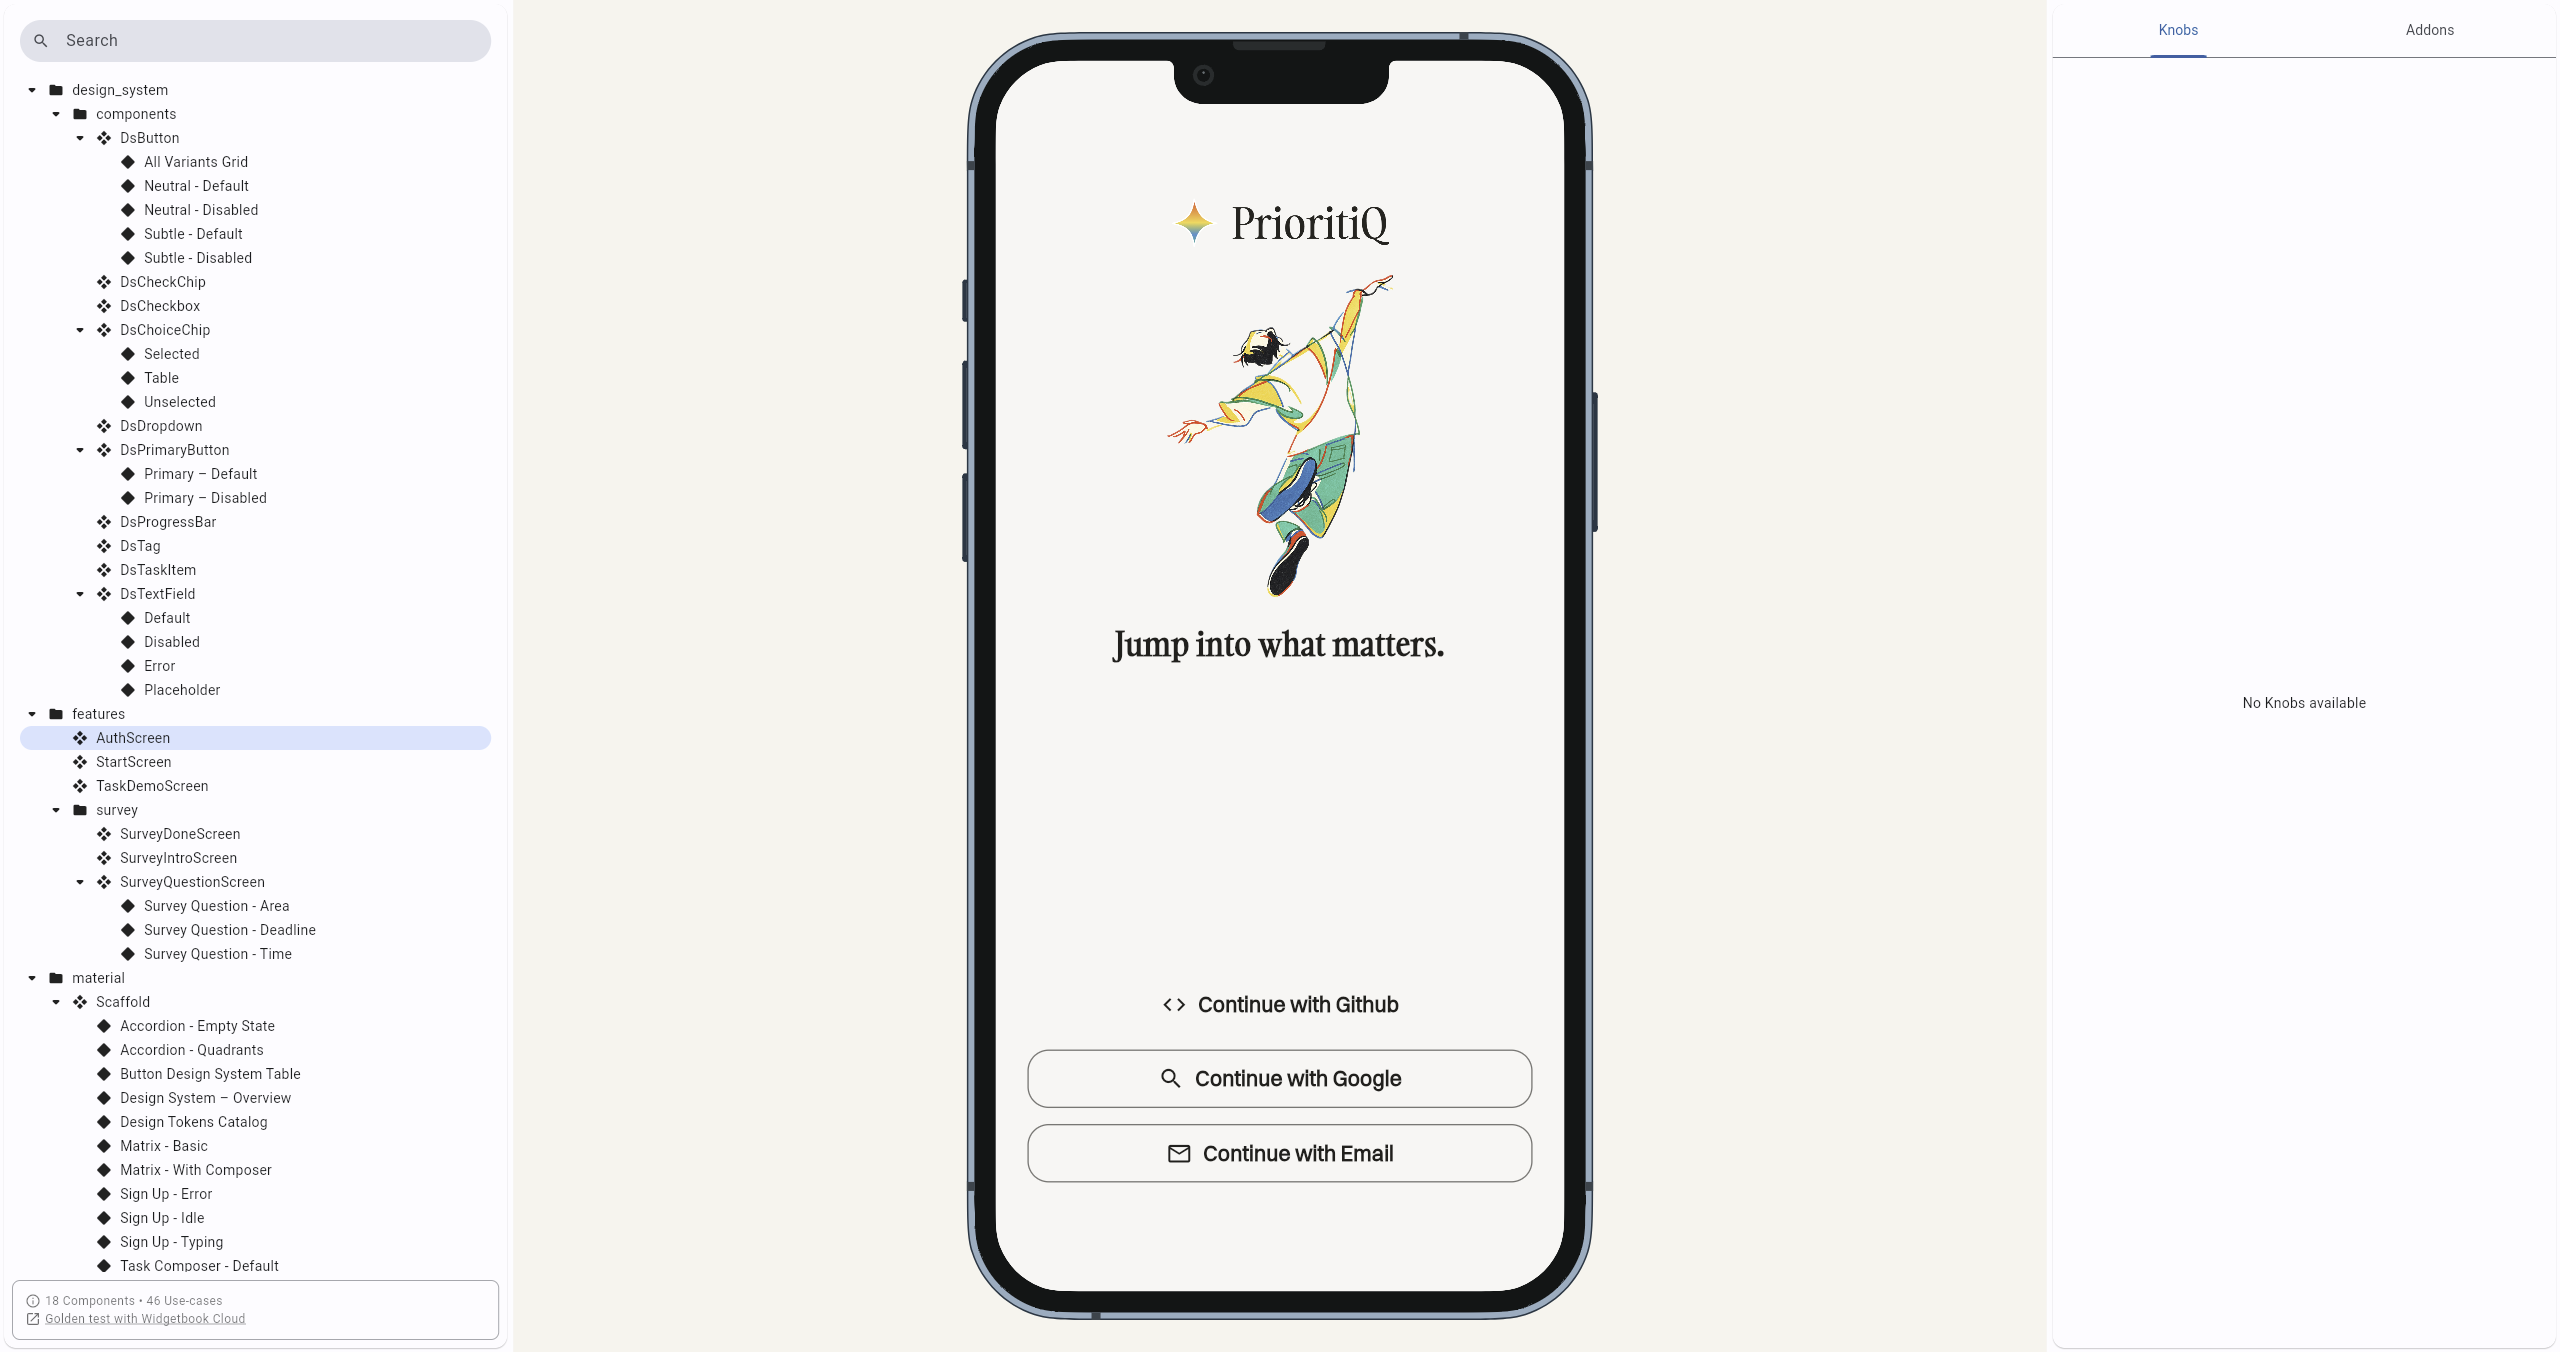 Search
design_system
components
DsButton
All Variants Grid
Neutral - Default
Neutral - Disabled
Subtle - Default
Subtle - Disabled
DsCheckChip
DsCheckbox
DsChoiceChip
Selected
Table
Unselected
DsDropdown
DsPrimaryButton
Primary – Default
Primary – Disabled
DsProgressBar
DsTag
DsTaskItem
DsTextField
Default
Disabled
Error
Placeholder
features
AuthScreen
StartScreen
TaskDemoScreen
survey
SurveyDoneScreen
SurveyIntroScreen
SurveyQuestionScreen
Survey Question - Area
Survey Question - Deadline
Survey Question - Time
material
Scaffold
Accordion - Empty State
Accordion - Quadrants
Button Design System Table
Design System – Overview
Design Tokens Catalog
Matrix - Basic
Matrix - With Composer
Sign Up - Error
Sign Up - Idle
Sign Up - Typing
Task Composer - Default
18 Components • 46 Use-cases
Golden test with Widgetbook Cloud
PrioritiQ
Jump into what matters.
Continue with Github
Continue with Google
Continue with Email
Knobs
Addons
No Knobs available